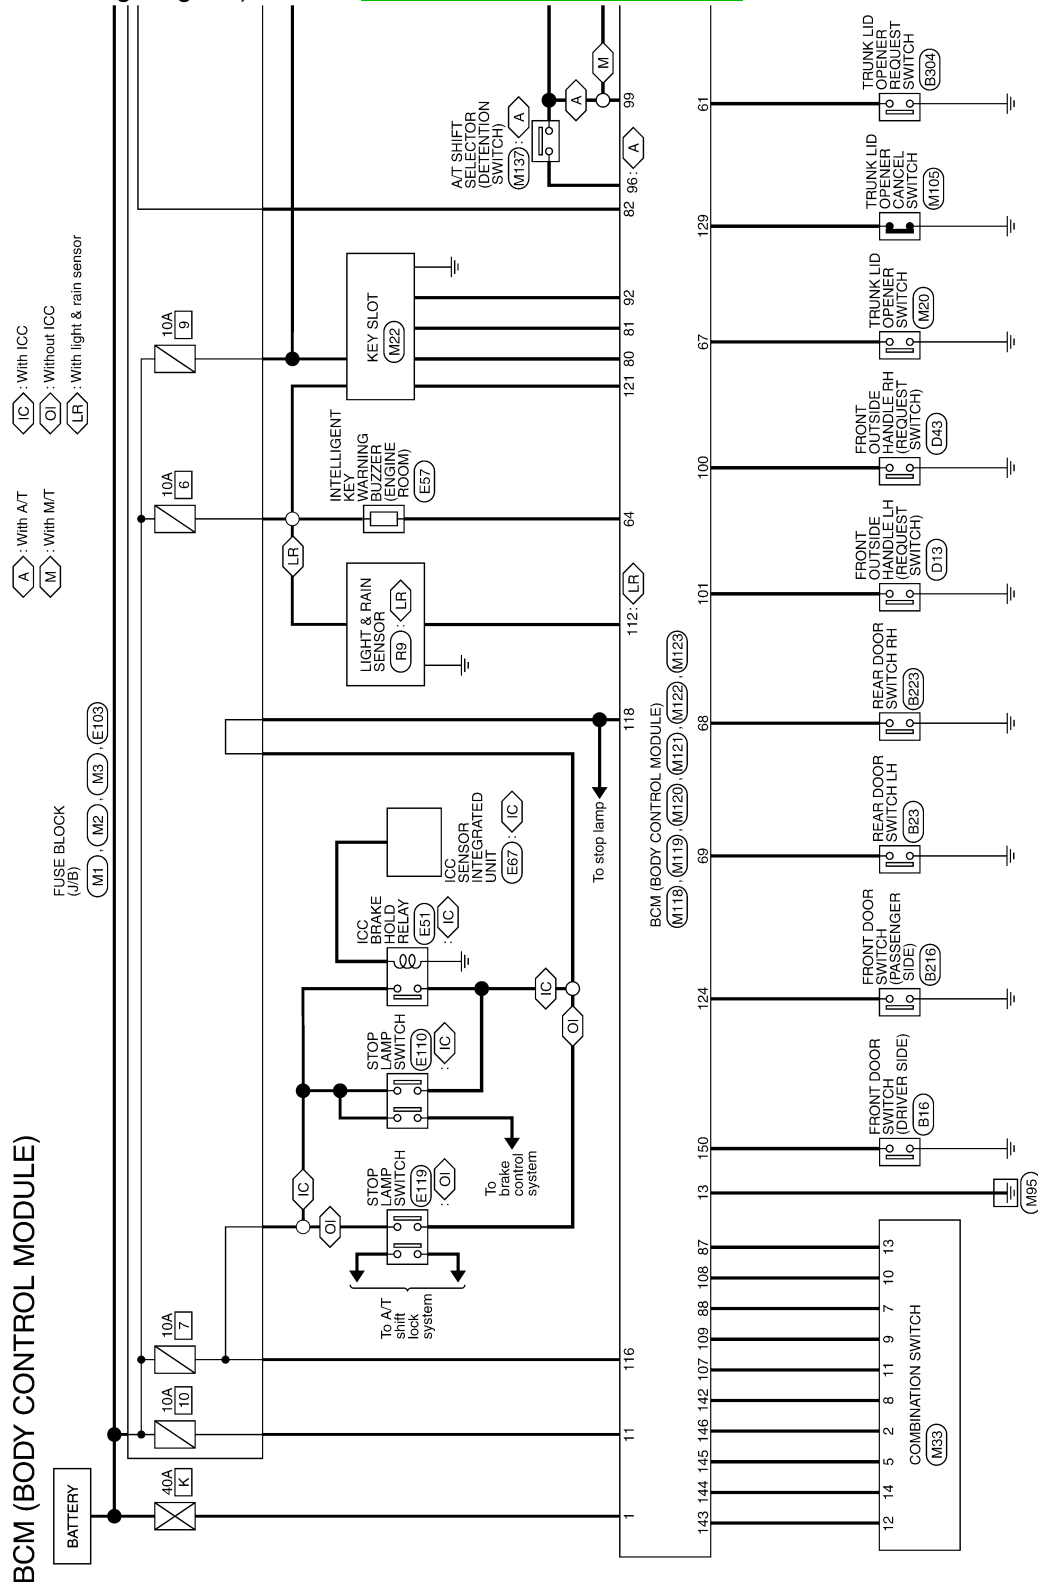 BCM (BODY CONTROL MODULE)
BATTERY
40A
K
10A
10
10A
7
10A
6
10A
9
FUSE BLOCK
(J/B)
M1 , M2 , M3 , E103
A : With A/T
M : With M/T
IC : With ICC
OI : Without ICC
LR : With light & rain sensor
To A/T
shift
lock
system
IC
OI
STOP
LAMP
SWITCH
E119
: OI
To
brake
control
system
STOP
LAMP
SWITCH
E110
: IC
ICC
BRAKE
HOLD
RELAY
E51
: IC
ICC
SENSOR
INTEGRATED
UNIT
E67 : IC
OI
IC
To stop lamp
LIGHT & RAIN
SENSOR
R9 : LR
LR
INTELLIGENT
KEY
WARNING
BUZZER
(ENGINE
ROOM)
E57
KEY SLOT
M22
A/T SHIFT
SELECTOR
(DETENTION
SWITCH)
M137 : A
A
M
1
11
116
118
112: LR
64
121
80
81
92
82
96: A
99
BCM (BODY CONTROL MODULE)
M118 , M119 , M120 , M121 , M122 , M123
143
144
145
146
142
107
109
88
108
87
13
150
124
69
68
101
100
67
129
61
12
14
5
2
8
11
9
7
10
13
COMBINATION SWITCH
M33
M95
FRONT DOOR
SWITCH
(DRIVER SIDE)
B16
FRONT DOOR
SWITCH
(PASSENGER
SIDE)
B216
REAR DOOR
SWITCH LH
B23
REAR DOOR
SWITCH RH
B223
FRONT
OUTSIDE
HANDLE LH
(REQUEST
SWITCH)
D13
FRONT
OUTSIDE
HANDLE RH
(REQUEST
SWITCH)
D43
TRUNK LID
OPENER
SWITCH
M20
TRUNK LID
OPENER
CANCEL
SWITCH
M105
TRUNK LID
OPENER
REQUEST
SWITCH
B304